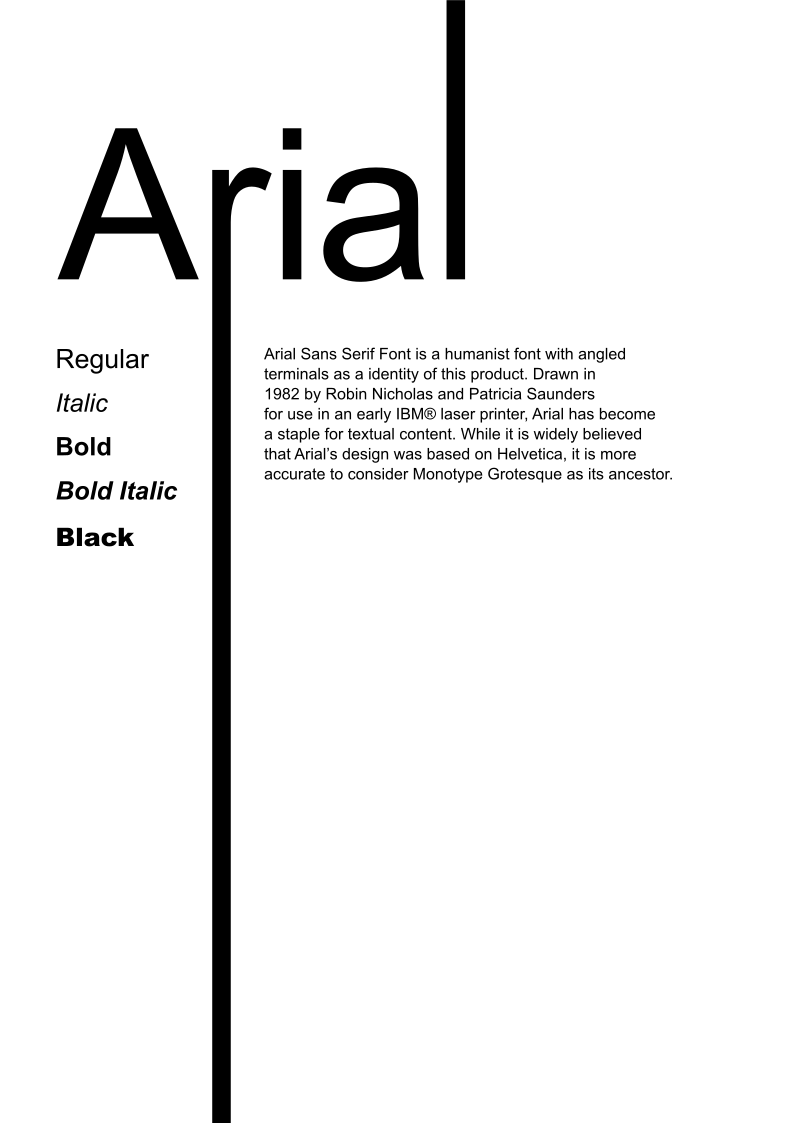 Arial
Regular
Italic
Bold
Bold Italic
Black
Arial Sans Serif Font is a humanist font with angled
terminals as a identity of this product. Drawn in
1982 by Robin Nicholas and Patricia Saunders
for use in an early IBM® laser printer, Arial has become
a staple for textual content. While it is widely believed
that Arial’s design was based on Helvetica, it is more
accurate to consider Monotype Grotesque as its ancestor.